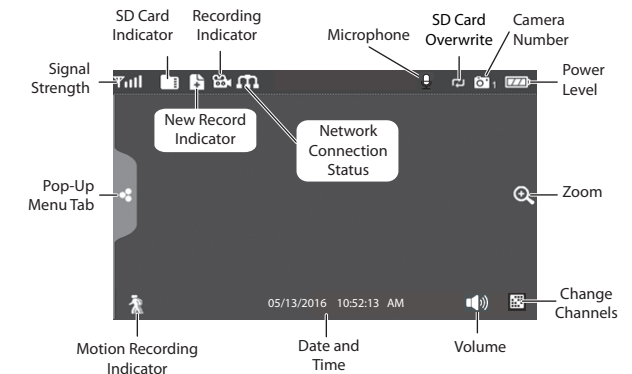 SD Card
Indicator
Recording
Indicator
Microphone
SD Card
Overwrite
Camera
Number
Signal
Strength
Power
Level
1
New Record
Indicator
Network
Connection
Status
Pop-Up
Menu Tab
Zoom
05/13/2016 10:52:13 AM
Change
Channels
Motion Recording
Indicator
Date and
Time
Volume